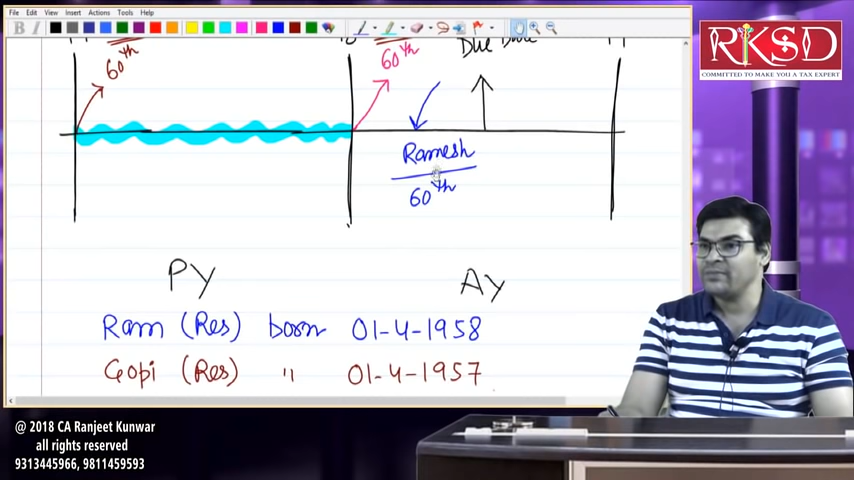 File Edit View Insert Actions Tools Help
RKSD
COMMITTED TO MAKE YOU A TAX EXPERT
60th
60th
Due Date
Ramesh
60th
PY
AY
Ram (Res) born 01-4-1958
Gopi (Res) " 01-4-1957
@ 2018 CA Ranjeet Kunwar
all rights reserved
9313445966, 9811459593